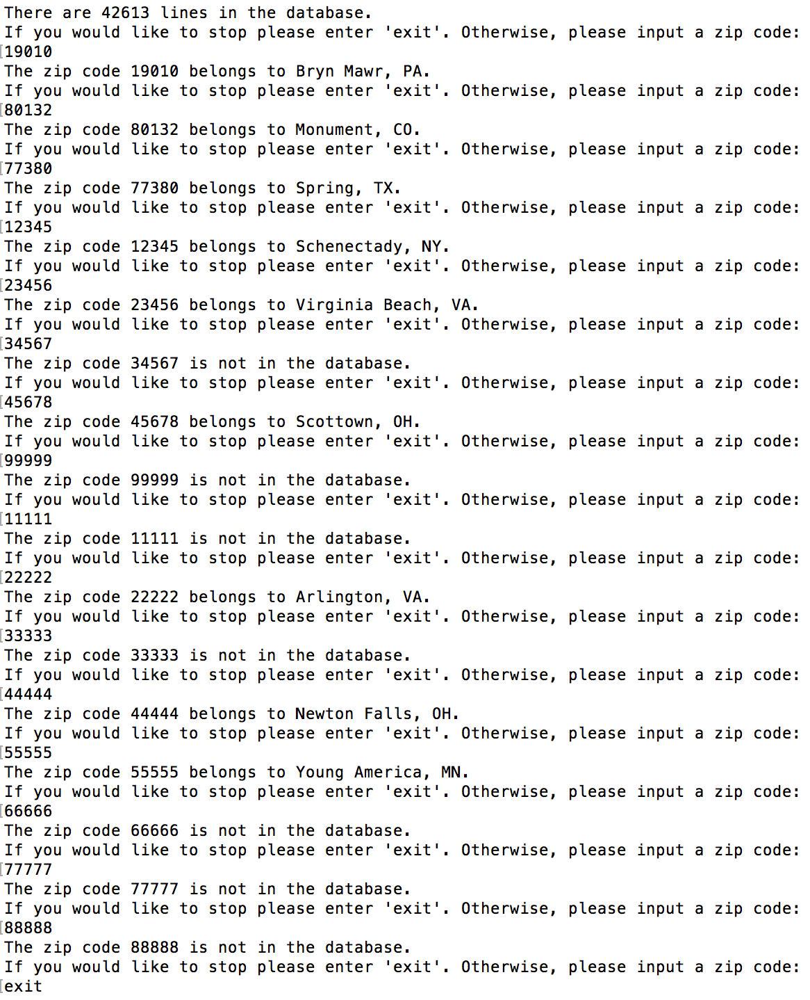 There are 42613 lines in the database.
If you would like to stop please enter 'exit'. Otherwise, please input a zip code:
[19010
The zip code 19010 belongs to Bryn Mawr, PA.
If you would like to stop please enter 'exit'. Otherwise, please input a zip code:
[80132
The zip code 80132 belongs to Monument, CO.
If you would like to stop please enter 'exit'. Otherwise, please input a zip code:
[77380
The zip code 77380 belongs to Spring, TX.
If you would like to stop please enter 'exit'. Otherwise, please input a zip code:
[12345
The zip code 12345 belongs to Schenectady, NY.
If you would like to stop please enter 'exit'. Otherwise, please input a zip code:
[23456
The zip code 23456 belongs to Virginia Beach, VA.
If you would like to stop please enter 'exit'. Otherwise, please input a zip code:
[34567
The zip code 34567 is not in the database.
If you would like to stop please enter 'exit'. Otherwise, please input a zip code:
[45678
The zip code 45678 belongs to Scottown, OH.
If you would like to stop please enter 'exit'. Otherwise, please input a zip code:
[99999
The zip code 99999 is not in the database.
If you would like to stop please enter 'exit'. Otherwise, please input a zip code:
[11111
The zip code 11111 is not in the database.
If you would like to stop please enter 'exit'. Otherwise, please input a zip code:
[22222
The zip code 22222 belongs to Arlington, VA.
If you would like to stop please enter 'exit'. Otherwise, please input a zip code:
[33333
The zip code 33333 is not in the database.
If you would like to stop please enter 'exit'. Otherwise, please input a zip code:
[44444
The zip code 44444 belongs to Newton Falls, OH.
If you would like to stop please enter 'exit'. Otherwise, please input a zip code:
[55555
The zip code 55555 belongs to Young America, MN.
If you would like to stop please enter 'exit'. Otherwise, please input a zip code:
[66666
The zip code 66666 is not in the database.
If you would like to stop please enter 'exit'. Otherwise, please input a zip code:
[77777
The zip code 77777 is not in the database.
If you would like to stop please enter 'exit'. Otherwise, please input a zip code:
[88888
The zip code 88888 is not in the database.
If you would like to stop please enter 'exit'. Otherwise, please input a zip code:
[exit